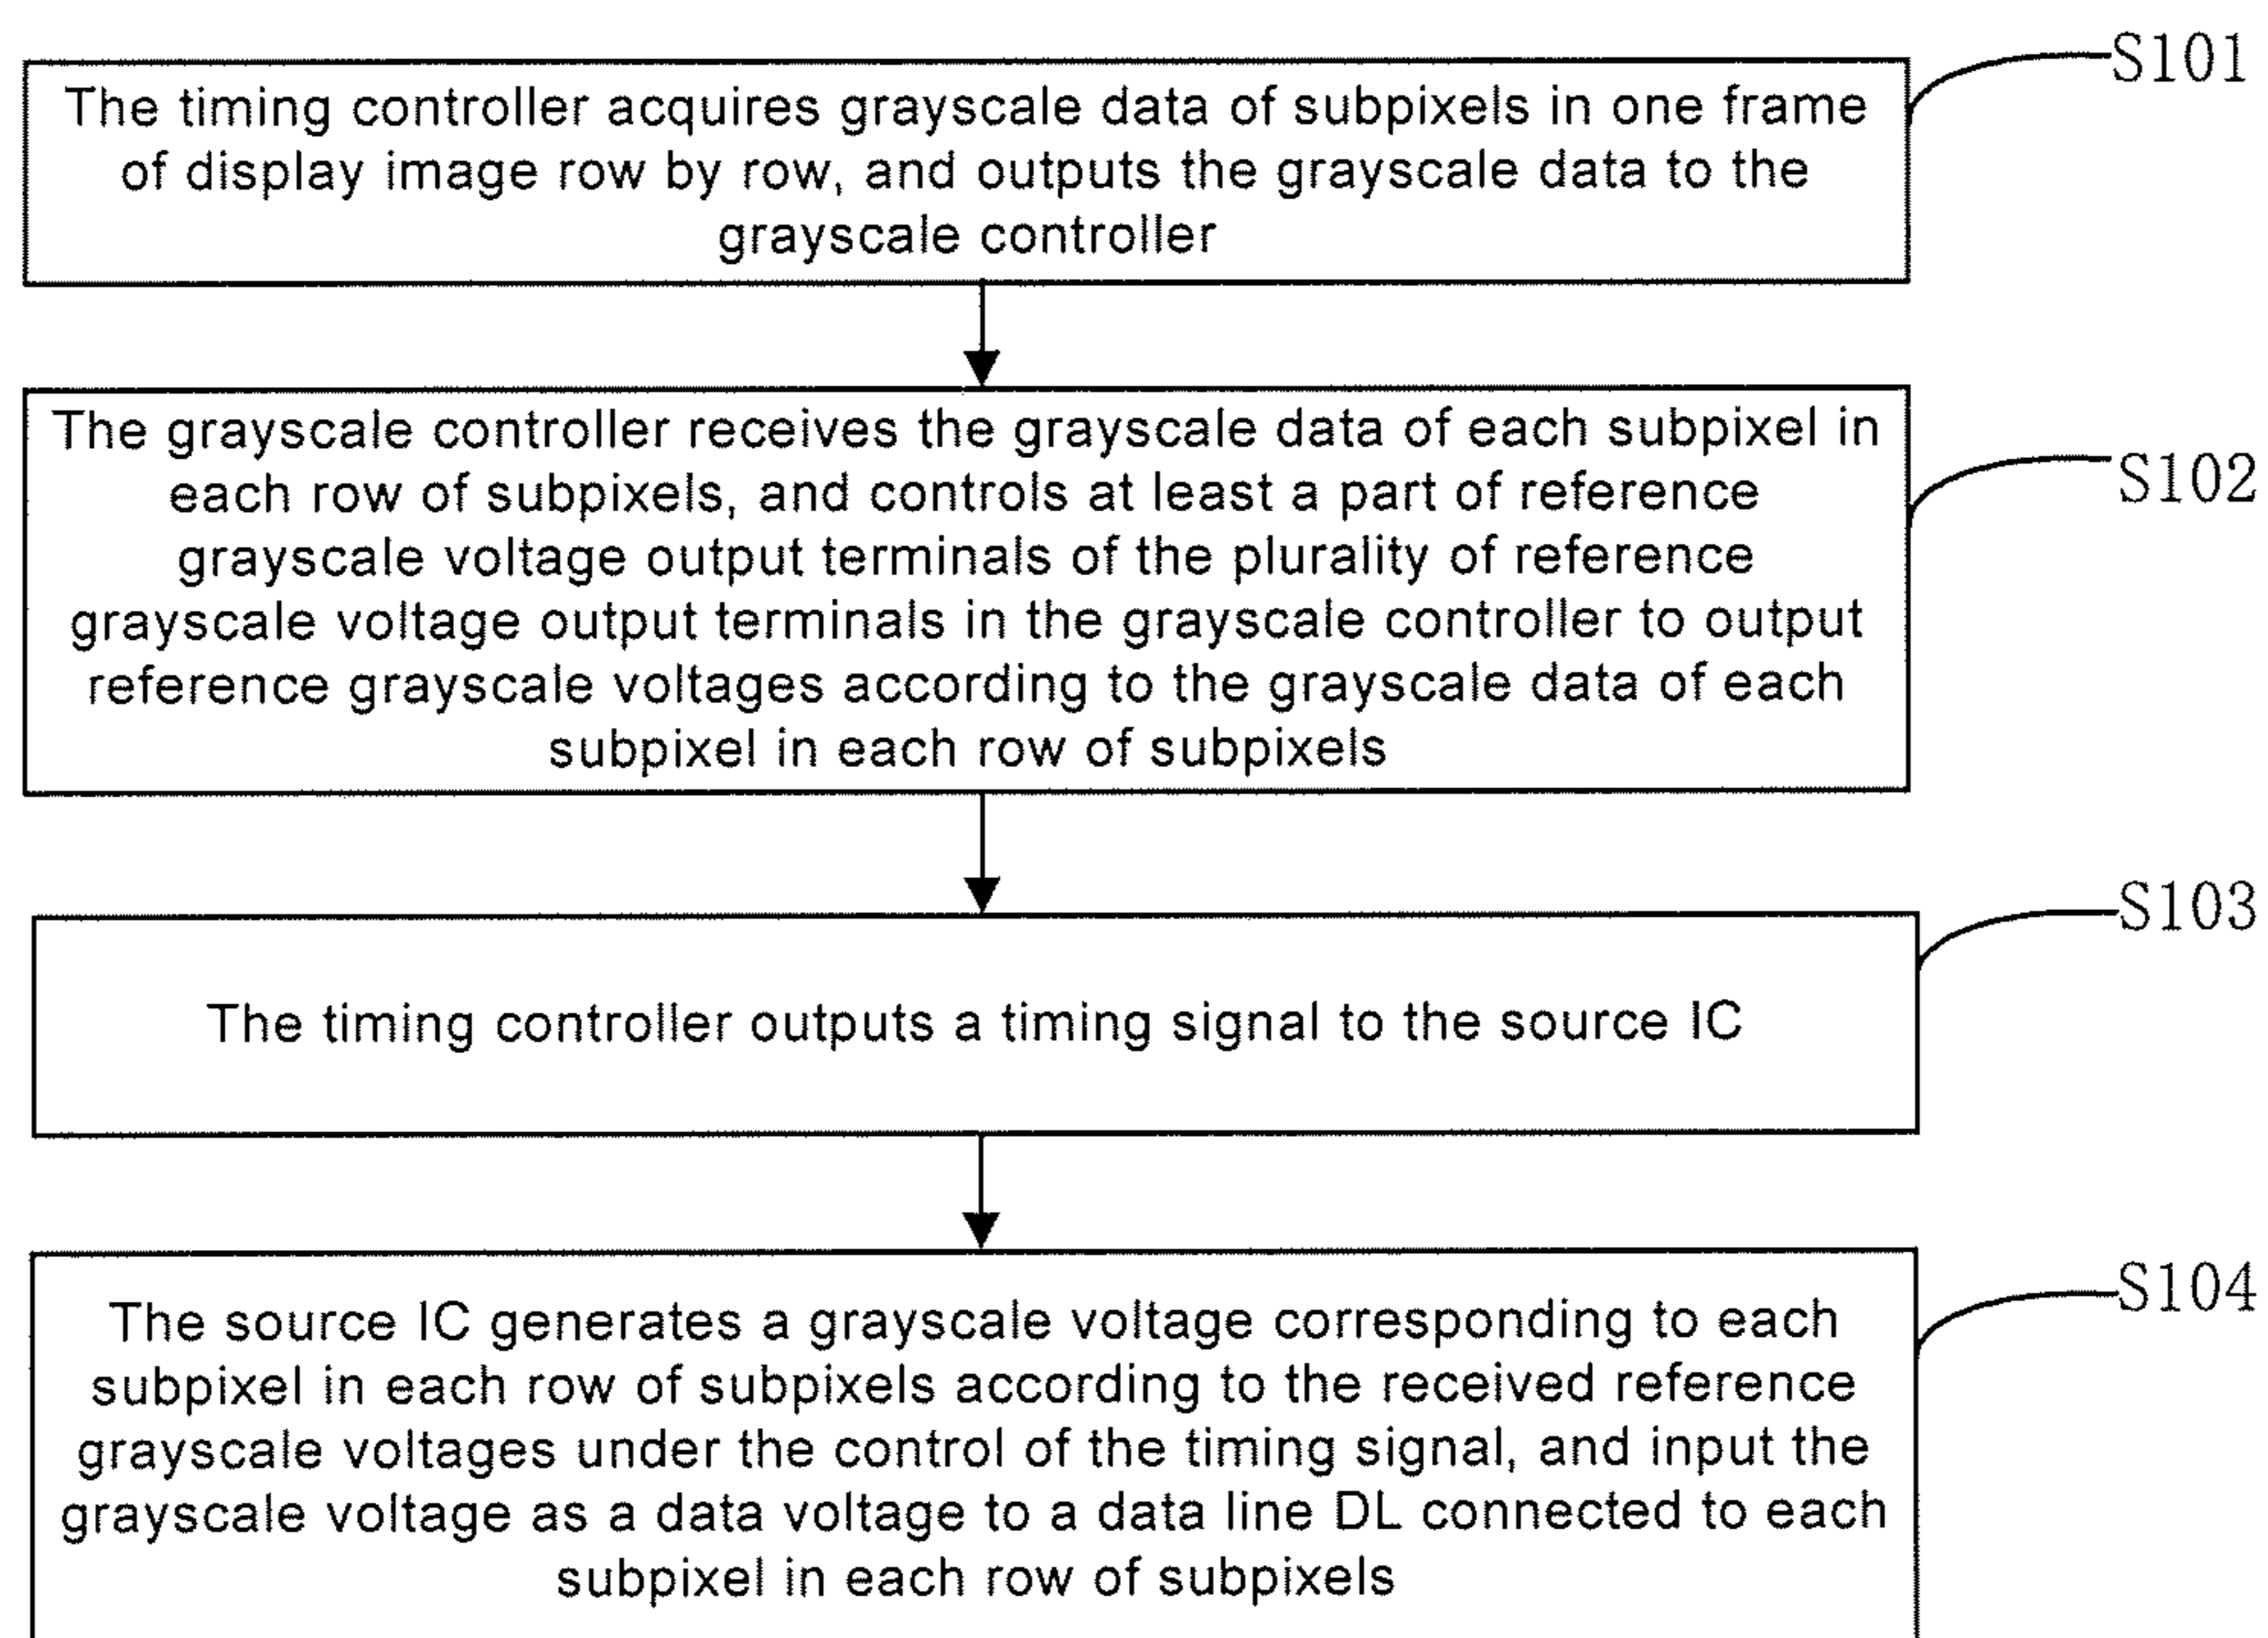 S101
The timing controller acquires grayscale data of subpixels in one frame
of display image row by row, and outputs the grayscale data to the
grayscale controller
S102
The grayscale controller receives the grayscale data of each subpixel in
each row of subpixels, and controls at least a part of reference
grayscale voltage output terminals of the plurality of reference
grayscale voltage output terminals in the grayscale controller to output
reference grayscale voltages according to the grayscale data of each
subpixel in each row of subpixels
S103
The timing controller outputs a timing signal to the source IC
S104
The source IC generates a grayscale voltage corresponding to each
subpixel in each row of subpixels according to the received reference
grayscale voltages under the control of the timing signal, and input the
grayscale voltage as a data voltage to a data line DL connected to each
subpixel in each row of subpixels